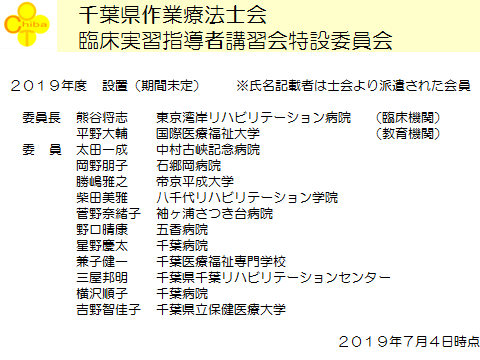 Chiba
OT
千葉県作業療法士会
臨床実習指導者講習会特設委員会
２０１９年度　設置（期間未定）　　※氏名記載者は士会より派遣された会員
委員長　熊谷将志　東京湾岸リハビリテーション病院　（臨床機関）
平野大輔　国際医療福祉大学　（教育機関）
委　員　太田一成　中村古峡記念病院
岡野朋子　石郷岡病院
勝嶋雅之　帝京平成大学
柴田美雅　八千代リハビリテーション学院
菅野奈緒子　袖ヶ浦さつき台病院
野口晴康　五香病院
星野慶太　千葉病院
兼子健一　千葉医療福祉専門学校
三屋邦明　千葉県千葉リハビリテーションセンター
横沢順子　千葉病院
吉野智佳子　千葉県立保健医療大学
２０１９年７月４日時点